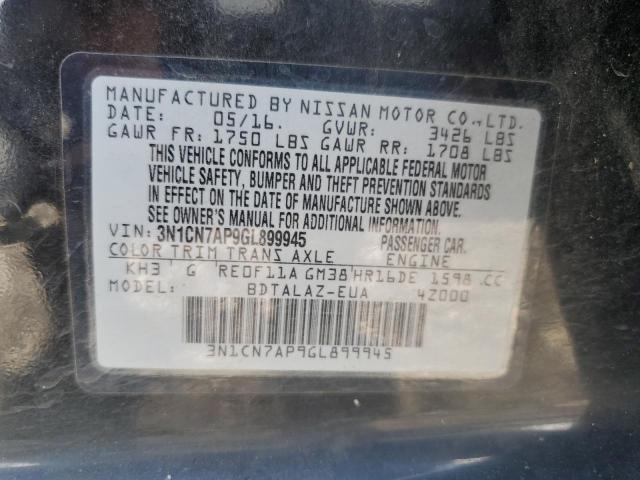 MANUFACTURED BY NISSAN MOTOR CO.,LTD.
DATE: 05/16. GVWR: 3426 LBS
GAWR FR: 1750 LBS GAWR RR: 1708 LBS
THIS VEHICLE CONFORMS TO ALL APPLICABLE FEDERAL MOTOR
VEHICLE SAFETY, BUMPER AND THEFT PREVENTION STANDARDS
IN EFFECT ON THE DATE OF MANUFACTURE SHOWN ABOVE.
SEE OWNER'S MANUAL FOR ADDITIONAL INFORMATION.
VIN: 3N1CN7AP9GL899945 PASSENGER CAR.
COLOR TRIM TRANS AXLE ENGINE
KH3 G RE0F11A GM38 HR16DE 1598 CC
MODEL: BDTALAZ-EUA 4Z000
3N1CN7AP9GL899945